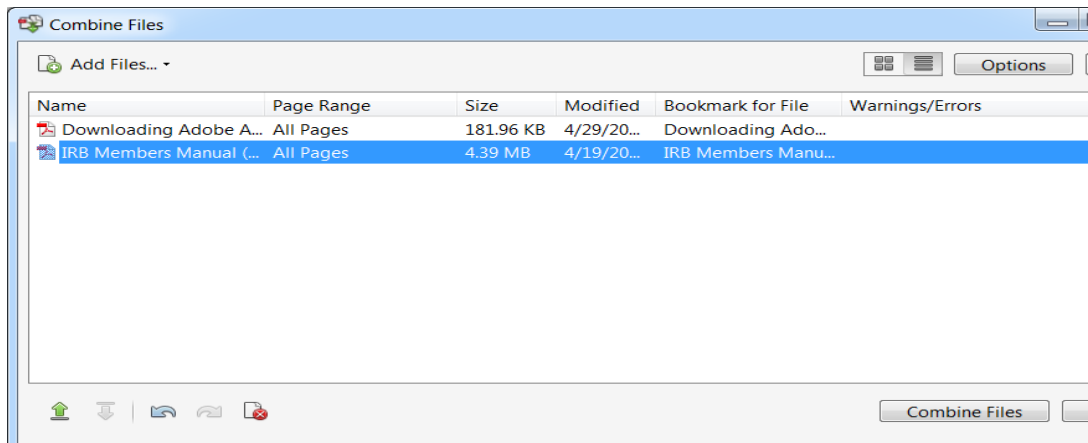 Combine Files
Add Files... Options
Name Page Range Size Modified Bookmark for File Warnings/Errors
Downloading Adobe A... All Pages 181.96 KB 4/29/20... Downloading Ado...
IRB Members Manual (... All Pages 4.39 MB 4/19/20... IRB Members Manu...
Combine Files